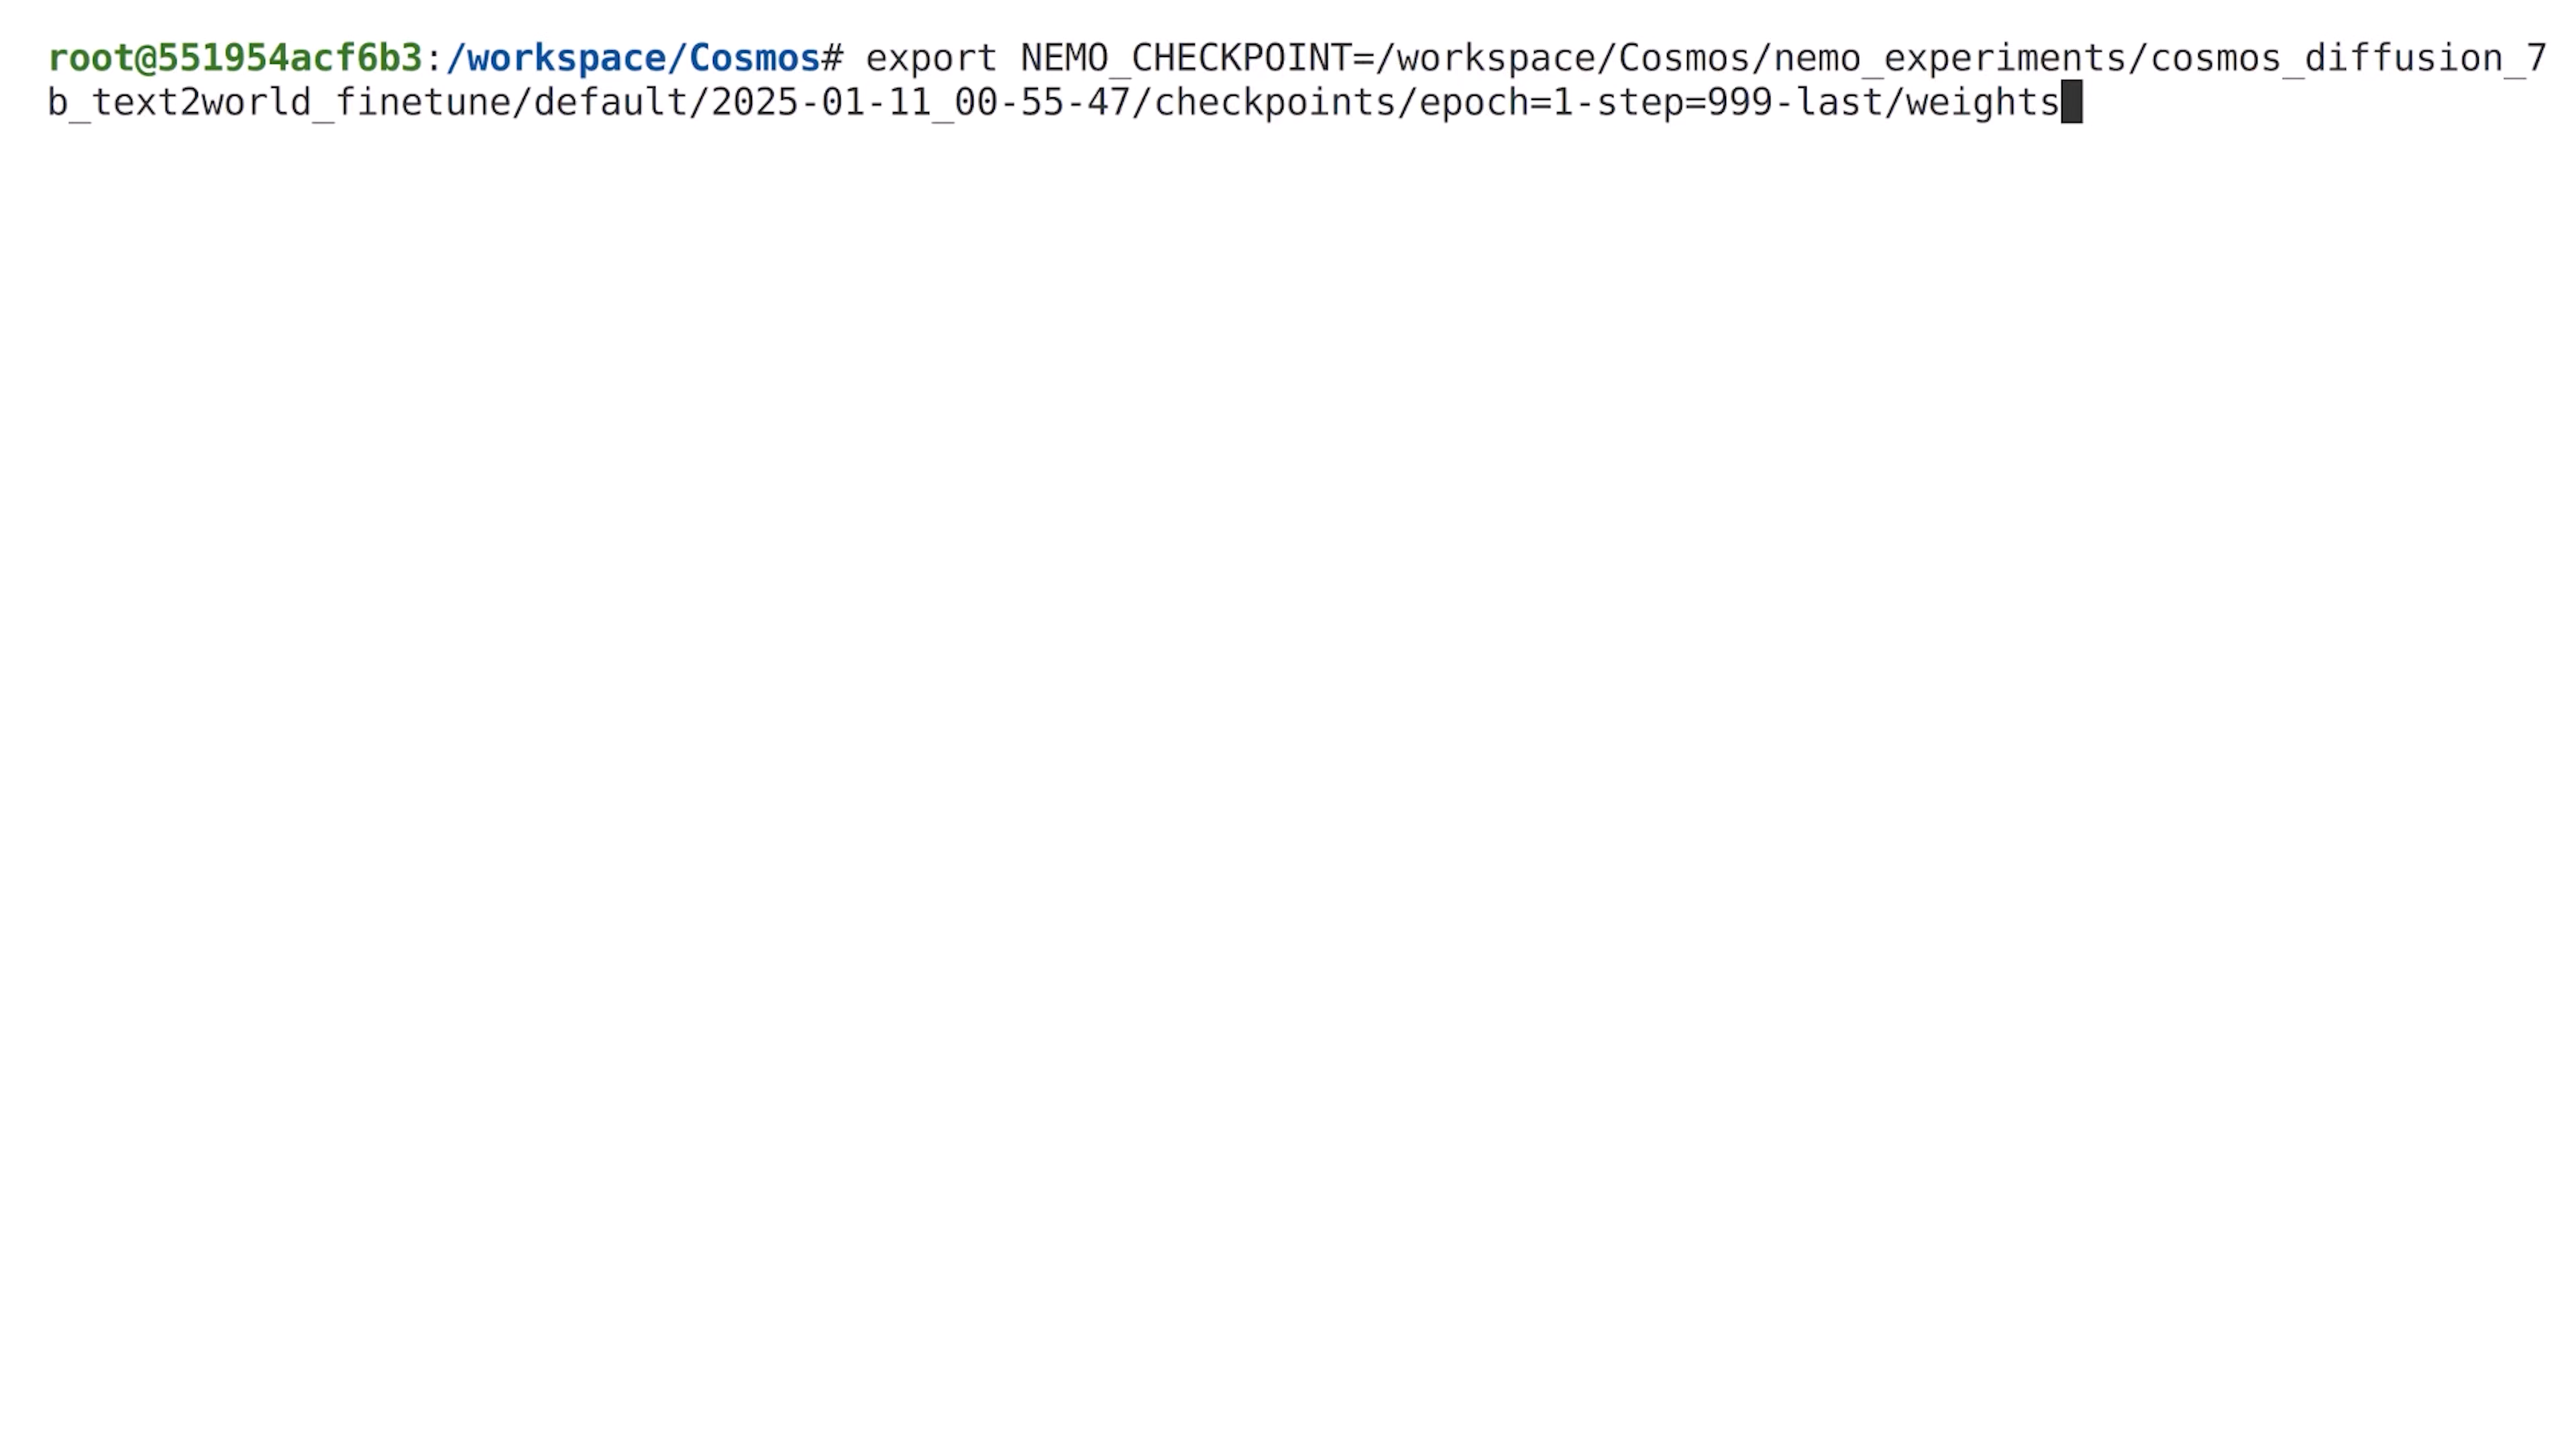 root@551954acf6b3:/workspace/Cosmos# export NEMO_CHECKPOINT=/workspace/Cosmos/nemo_experiments/cosmos_diffusion_7
b_text2world_finetune/default/2025-01-11_00-55-47/checkpoints/epoch=1-step=999-last/weights